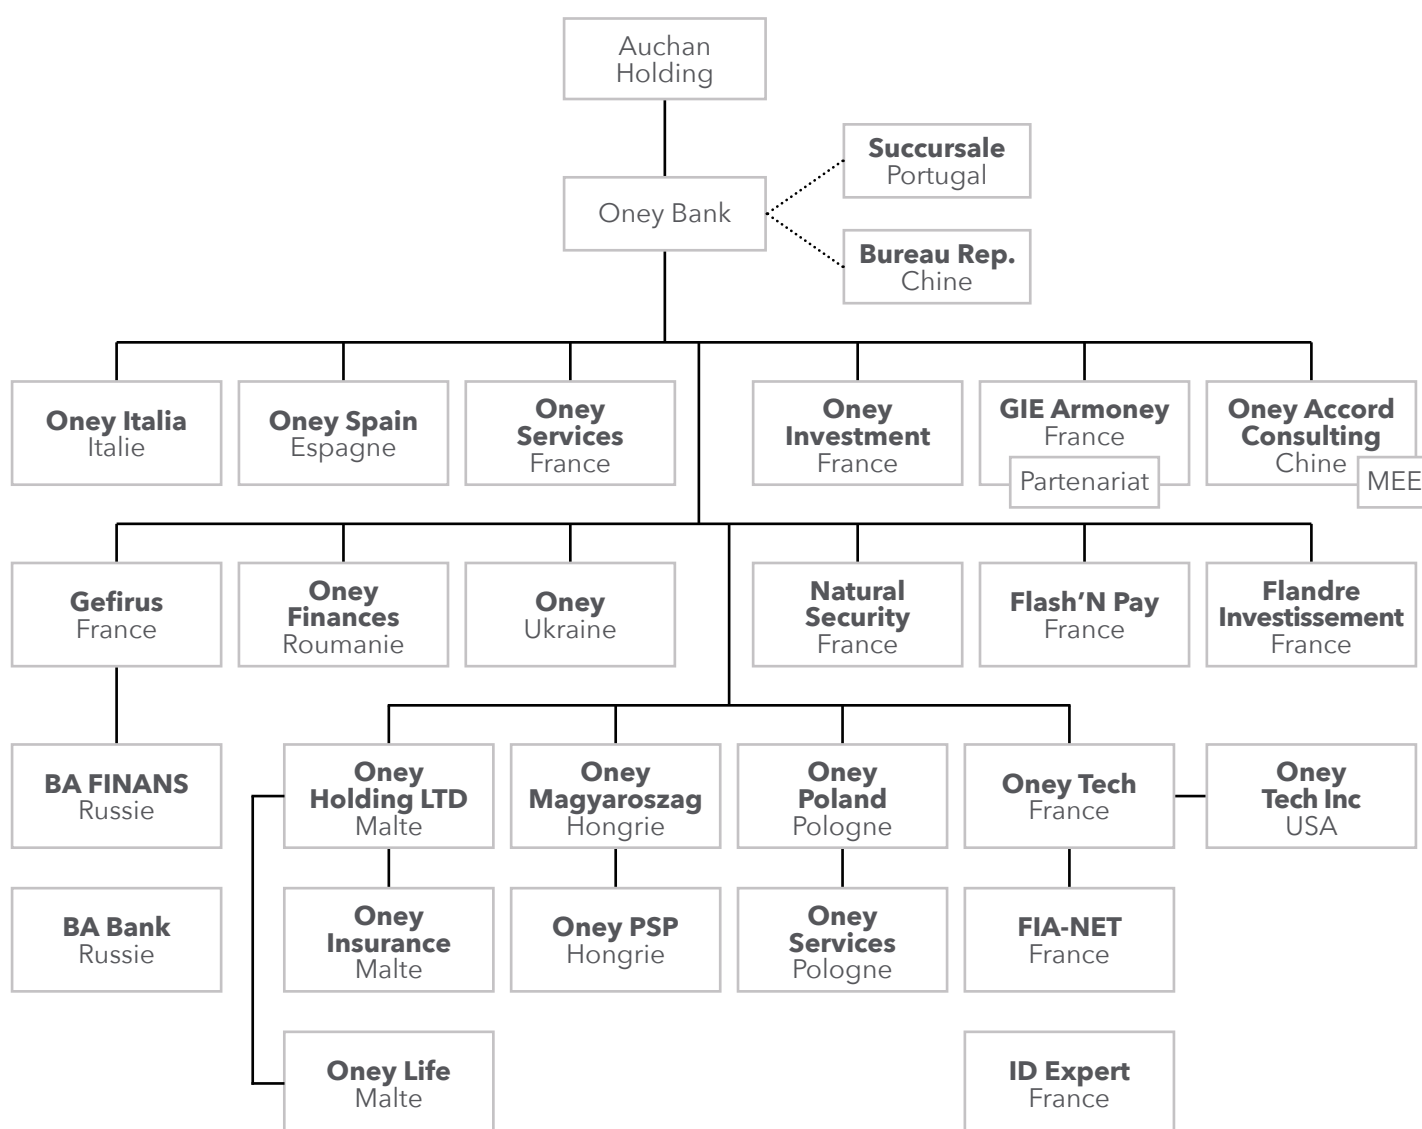 Auchan
Holding
Succursale
Portugal
Oney Bank
Bureau Rep.
Chine
Oney Italia
Italie
Oney Spain
Espagne
Oney
Services
France
Oney
Investment
France
GIE Armoney
France
Partenariat
Oney Accord
Consulting
Chine
MEE
Gefirus
France
Oney
Finances
Roumanie
Oney
Ukraine
Natural
Security
France
Flash'N Pay
France
Flandre
Investissement
France
BA FINANS
Russie
Oney
Holding LTD
Malte
Oney
Magyaroszag
Hongrie
Oney
Poland
Pologne
Oney Tech
France
Oney
Tech Inc
USA
BA Bank
Russie
Oney
Insurance
Malte
Oney PSP
Hongrie
Oney
Services
Pologne
FIA-NET
France
Oney Life
Malte
ID Expert
France